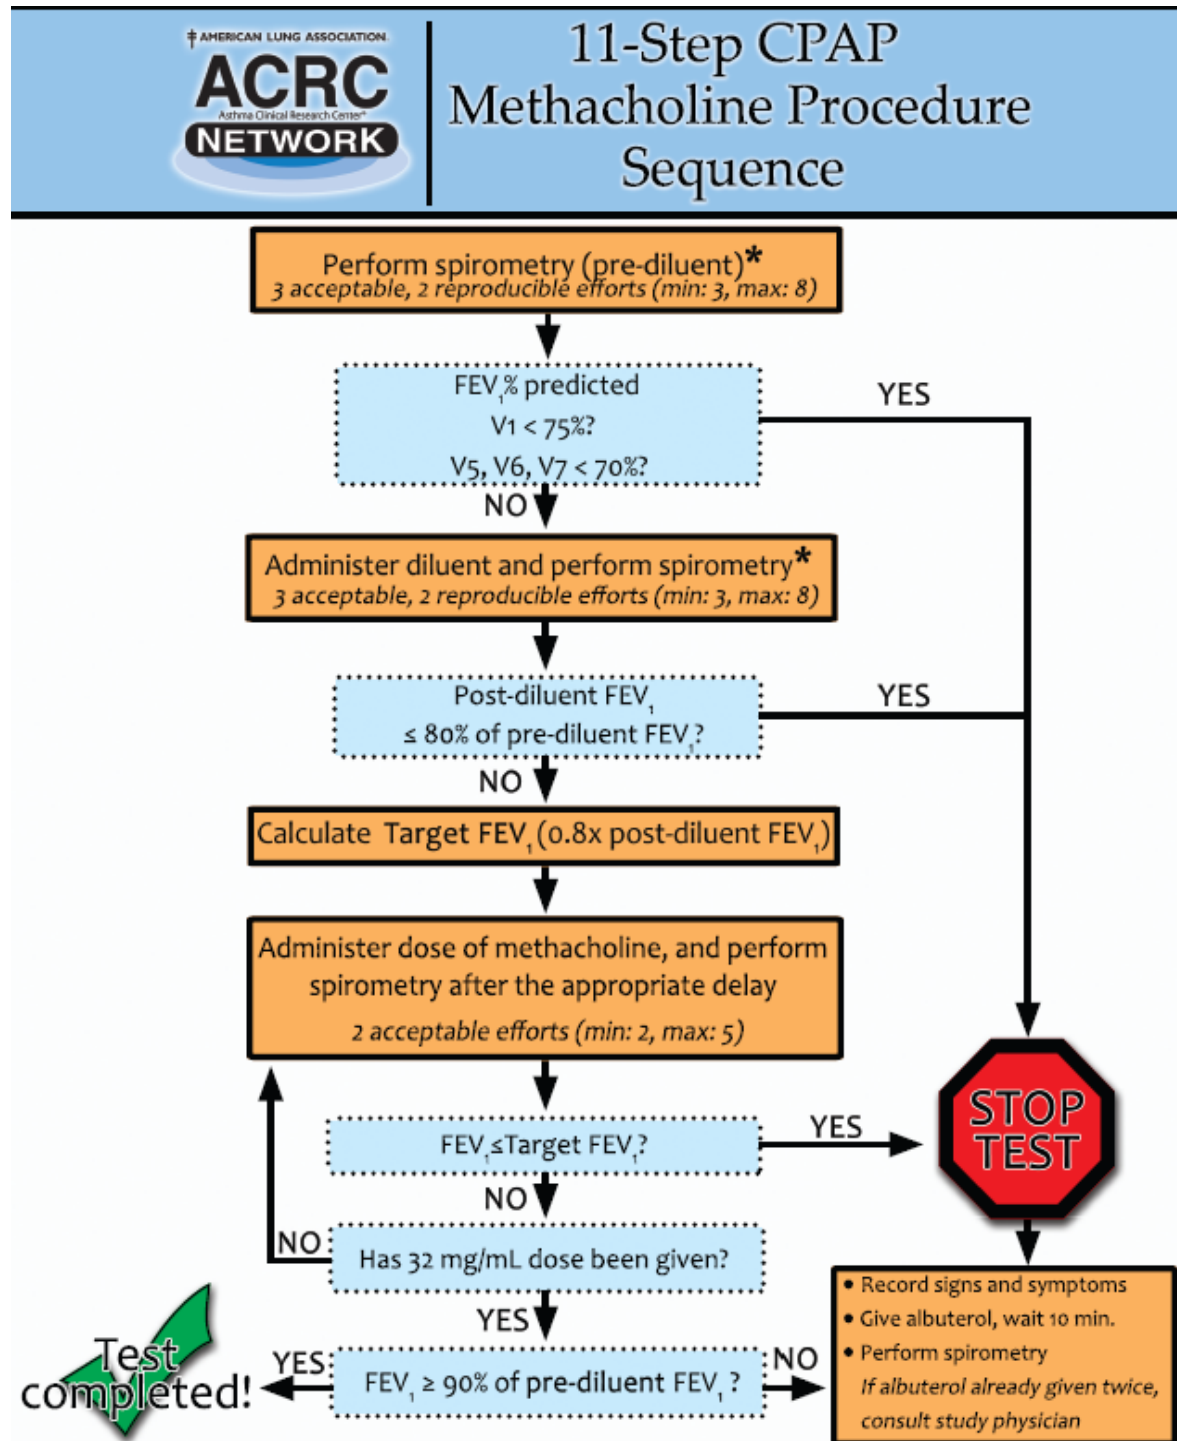 AMERICAN LUNG ASSOCIATION
ACRC
Asthma Clinical Research Center®
NETWORK
11-Step CPAP
Methacholine Procedure
Sequence
Perform spirometry (pre-diluent)*
3 acceptable, 2 reproducible efforts (min: 3, max: 8)
FEV₁% predicted
V1 < 75%?
V5, V6, V7 < 70%?
YES
NO
Administer diluent and perform spirometry*
3 acceptable, 2 reproducible efforts (min: 3, max: 8)
Post-diluent FEV₁
≤ 80% of pre-diluent FEV₁?
YES
NO
Calculate Target FEV₁ (0.8x post-diluent FEV₁)
Administer dose of methacholine, and perform
spirometry after the appropriate delay
2 acceptable efforts (min: 2, max: 5)
FEV₁≤Target FEV₁?
YES
STOP
TEST
NO
Has 32 mg/mL dose been given?
NO
YES
FEV₁ ≥ 90% of pre-diluent FEV₁ ?
YES
NO
Test
completed!
• Record signs and symptoms
• Give albuterol, wait 10 min.
• Perform spirometry
If albuterol already given twice,
consult study physician